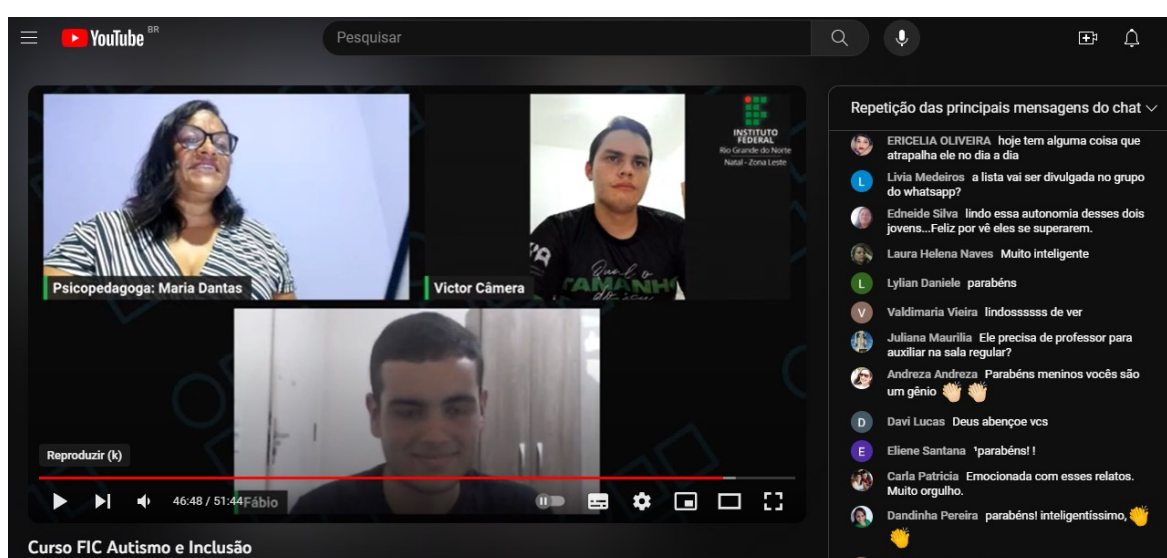 YouTube BR
Pesquisar
INSTITUTO
FEDERAL
Rio Grande do Norte
Natal - Zona Leste
Qual o
TAMANHO
Psicopedagoga: Maria Dantas
Victor Câmera
Reproduzir (k)
46:48 / 51:44
Fábio
Curso FIC Autismo e Inclusão
Repetição das principais mensagens do chat
ERICELIA OLIVEIRA hoje tem alguma coisa que
atrapalha ele no dia a dia
L
Livia Medeiros a lista vai ser divulgada no grupo
do whatsapp?
Edneide Silva lindo essa autonomia desses dois
jovens...Feliz por vê eles se superarem.
Laura Helena Naves Muito inteligente
L
Lylian Daniele parabéns
V
Valdimaria Vieira lindossssss de ver
Juliana Maurilia Ele precisa de professor para
auxiliar na sala regular?
Andreza Andreza Parabéns meninos vocês são
um gênio 👏🏻 👏🏻
D
Davi Lucas Deus abençoe vcs
E
Eliene Santana ¹parabéns! !
Carla Patricia Emocionada com esses relatos.
Muito orgulho.
Dandinha Pereira parabéns! inteligentíssimo, 👏
👏